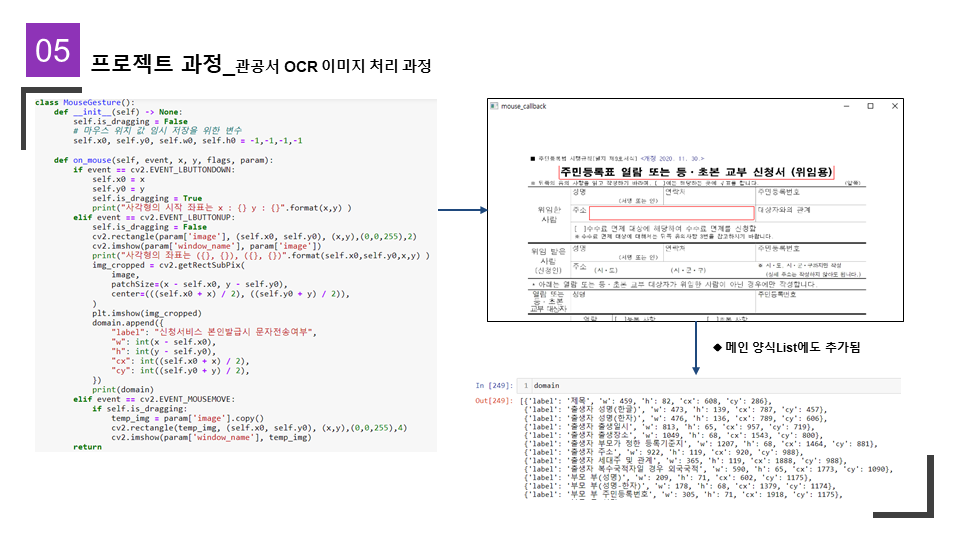 05
프로젝트 과정_관공서 OCR 이미지 처리 과정
class MouseGesture():
    def __init__(self) -> None:
        self.is_dragging = False
        # 마우스 위치 값 임시 저장을 위한 변수
        self.x0, self.y0, self.w0, self.h0 = -1,-1,-1,-1
    def on_mouse(self, event, x, y, flags, param):
        if event == cv2.EVENT_LBUTTONDOWN:
            self.x0 = x
            self.y0 = y
            self.is_dragging = True
            print("사각형의 시작 좌표는 x : {} y : {}".format(x,y) )
        elif event == cv2.EVENT_LBUTTONUP:
            self.is_dragging = False
            cv2.rectangle(param['image'], (self.x0, self.y0), (x,y),(0,0,255),2)
            cv2.imshow(param['window_name'], param['image'])
            print("사각형의 좌표는 ({}, {}), ({}, {})".format(self.x0,self.y0,x,y) )
            img_cropped = cv2.getRectSubPix(
                image,
                patchSize=(x - self.x0, y - self.y0),
                center=(((self.x0 + x) / 2), ((self.y0 + y) / 2)),
            )
            plt.imshow(img_cropped)
            domain.append({
                "label": "신청서비스 본인발급시 문자전송여부",
                "w": int(x - self.x0),
                "h": int(y - self.y0),
                "cx": int((self.x0 + x) / 2),
                "cy": int((self.y0 + y) / 2),
            })
            print(domain)
        elif event == cv2.EVENT_MOUSEMOVE:
            if self.is_dragging:
                temp_img = param['image'].copy()
                cv2.rectangle(temp_img, (self.x0, self.y0), (x,y),(0,0,255),4)
                cv2.imshow(param['window_name'], temp_img)
        return
mouse_callback
■ 주민등록법 시행규칙[별지 제9호서식] <개정 2020. 11. 30.>
주민등록표 열람 또는 등ㆍ초본 교부 신청서 (위임용)
※ 뒤쪽의 유의 사항을 읽고 작성하기 바라며, [ ]에는 해당하는 곳에 √표를 합니다. (앞쪽)
위임한 사람
성명
(서명 또는 인)
연락처
주민등록번호
주소
대상자와의 관계
[ ]수수료 면제 대상에 해당하여 수수료 면제를 신청함
※ 수수료 면제 대상에 대해서는 뒤쪽 유의사항 8번을 참고하시기 바랍니다.
위임 받은 사람 (신청인)
성명
(서명 또는 인)
연락처
주민등록번호
주소
(시ㆍ도)
(시ㆍ군ㆍ구)
※ 시ㆍ도, 시ㆍ군ㆍ구까지만 작성
(상세 주소는 작성하지 않아도 됩니다.)
* 아래는 열람 또는 등ㆍ초본 교부 대상자가 위임한 사람이 아닌 경우에만 작성합니다.
열람 또는 등ㆍ초본 교부 대상자
성명
주민등록번호
◆ 메인 양식List에도 추가됨
In [249]: 1 domain
Out[249]: [{'label': '제목', 'w': 459, 'h': 82, 'cx': 608, 'cy': 286},
{'label': '출생자 성명(한글)', 'w': 473, 'h': 139, 'cx': 787, 'cy': 457},
{'label': '출생자 성명(한자)', 'w': 476, 'h': 136, 'cx': 789, 'cy': 606},
{'label': '출생자 출생일시', 'w': 813, 'h': 65, 'cx': 957, 'cy': 719},
{'label': '출생자 출생장소', 'w': 1049, 'h': 68, 'cx': 1543, 'cy': 800},
{'label': '출생자 부모가 정한 등록기준지', 'w': 1207, 'h': 68, 'cx': 1464, 'cy': 881},
{'label': '출생자 주소', 'w': 922, 'h': 119, 'cx': 920, 'cy': 988},
{'label': '출생자 세대주 및 관계', 'w': 365, 'h': 119, 'cx': 1888, 'cy': 988},
{'label': '출생자 복수국적자일 경우 외국국적', 'w': 590, 'h': 65, 'cx': 1773, 'cy': 1090},
{'label': '부모 부(성명)', 'w': 209, 'h': 71, 'cx': 602, 'cy': 1175},
{'label': '부모 부(성명-한자)', 'w': 178, 'h': 68, 'cx': 1379, 'cy': 1174},
{'label': '부모 부 주민등록번호', 'w': 305, 'h': 71, 'cx': 1918, 'cy': 1175},